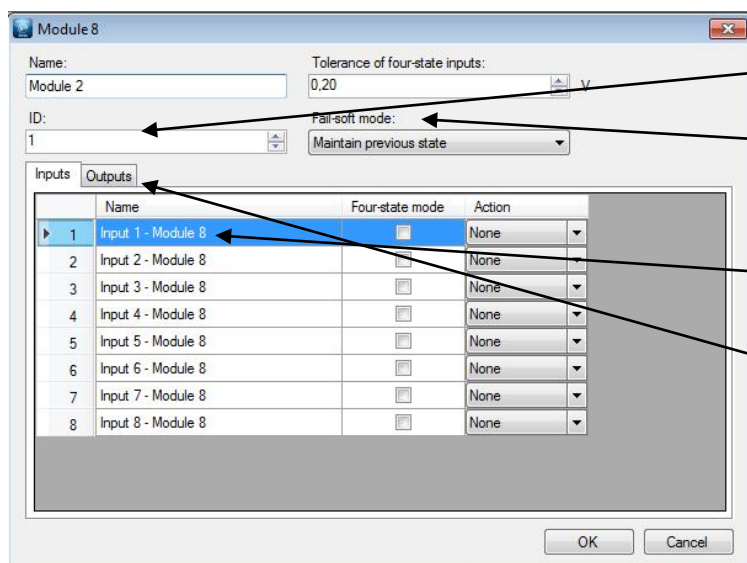 Module 8
Name:
Tolerance of four-state inputs:
Module 2
0,20
V
ID:
Fail-soft mode:
1
Maintain previous state
Inputs
Outputs
Name
Four-state mode
Action
1 Input 1 - Module 8 None
2 Input 2 - Module 8 None
3 Input 3 - Module 8 None
4 Input 4 - Module 8 None
5 Input 5 - Module 8 None
6 Input 6 - Module 8 None
7 Input 7 - Module 8 None
8 Input 8 - Module 8 None
OK
Cancel